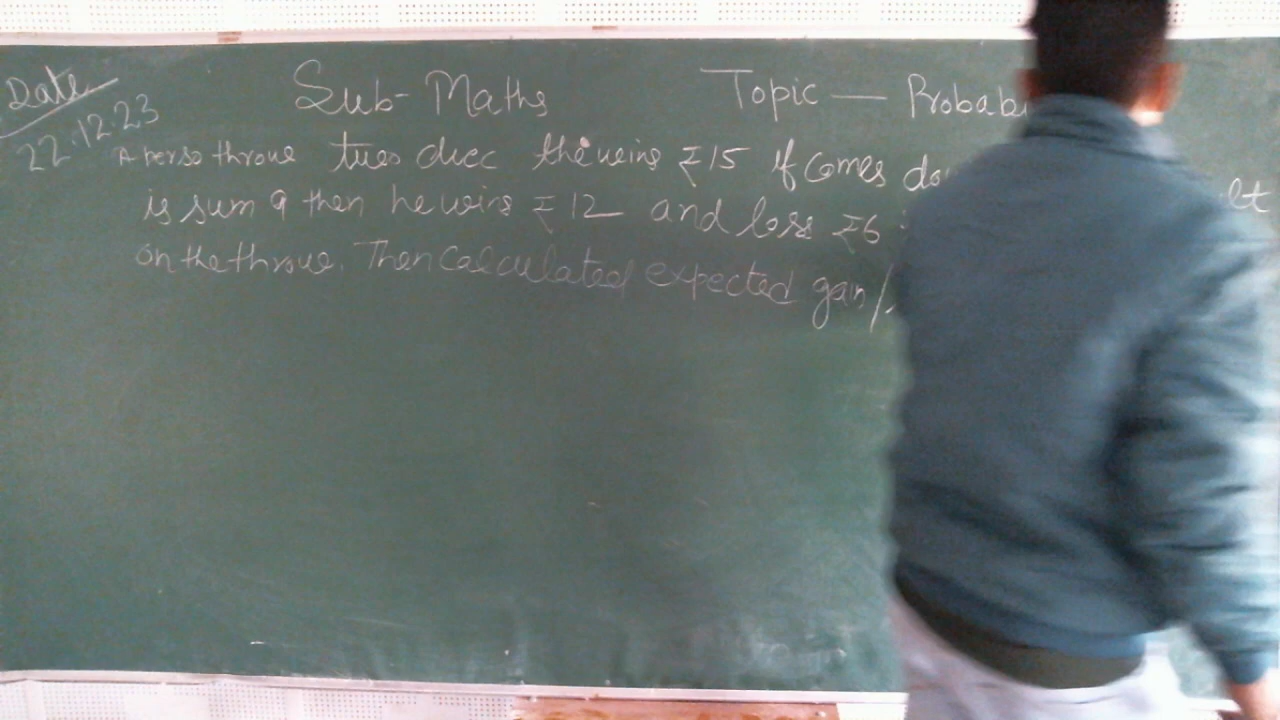 Date Sub-Maths Topic — Probab
22.12.23
A perso throue two dice the wins ₹15 If comes do lt
is sum 9 then he wins ₹12 and loss ₹6
on the throue. Then calculated expected gain/